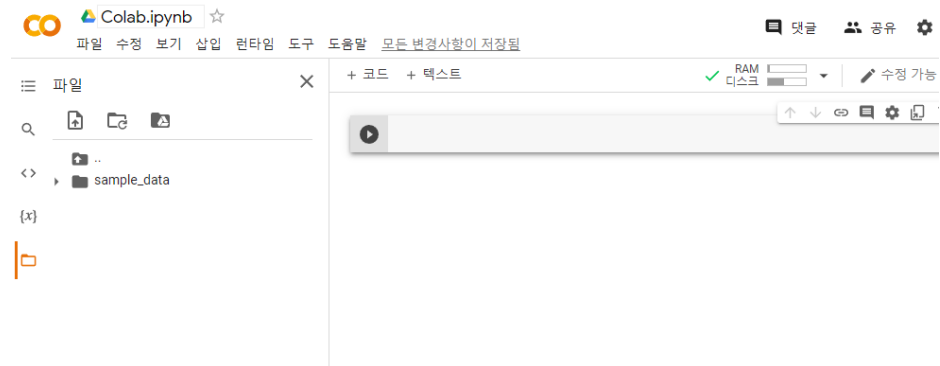 Colab.ipynb
파일 수정 보기 삽입 런타임 도구 도움말 모든 변경사항이 저장됨
댓글 공유
파일
+ 코드 + 텍스트
RAM
디스크
수정 가능
..
sample_data
{x}